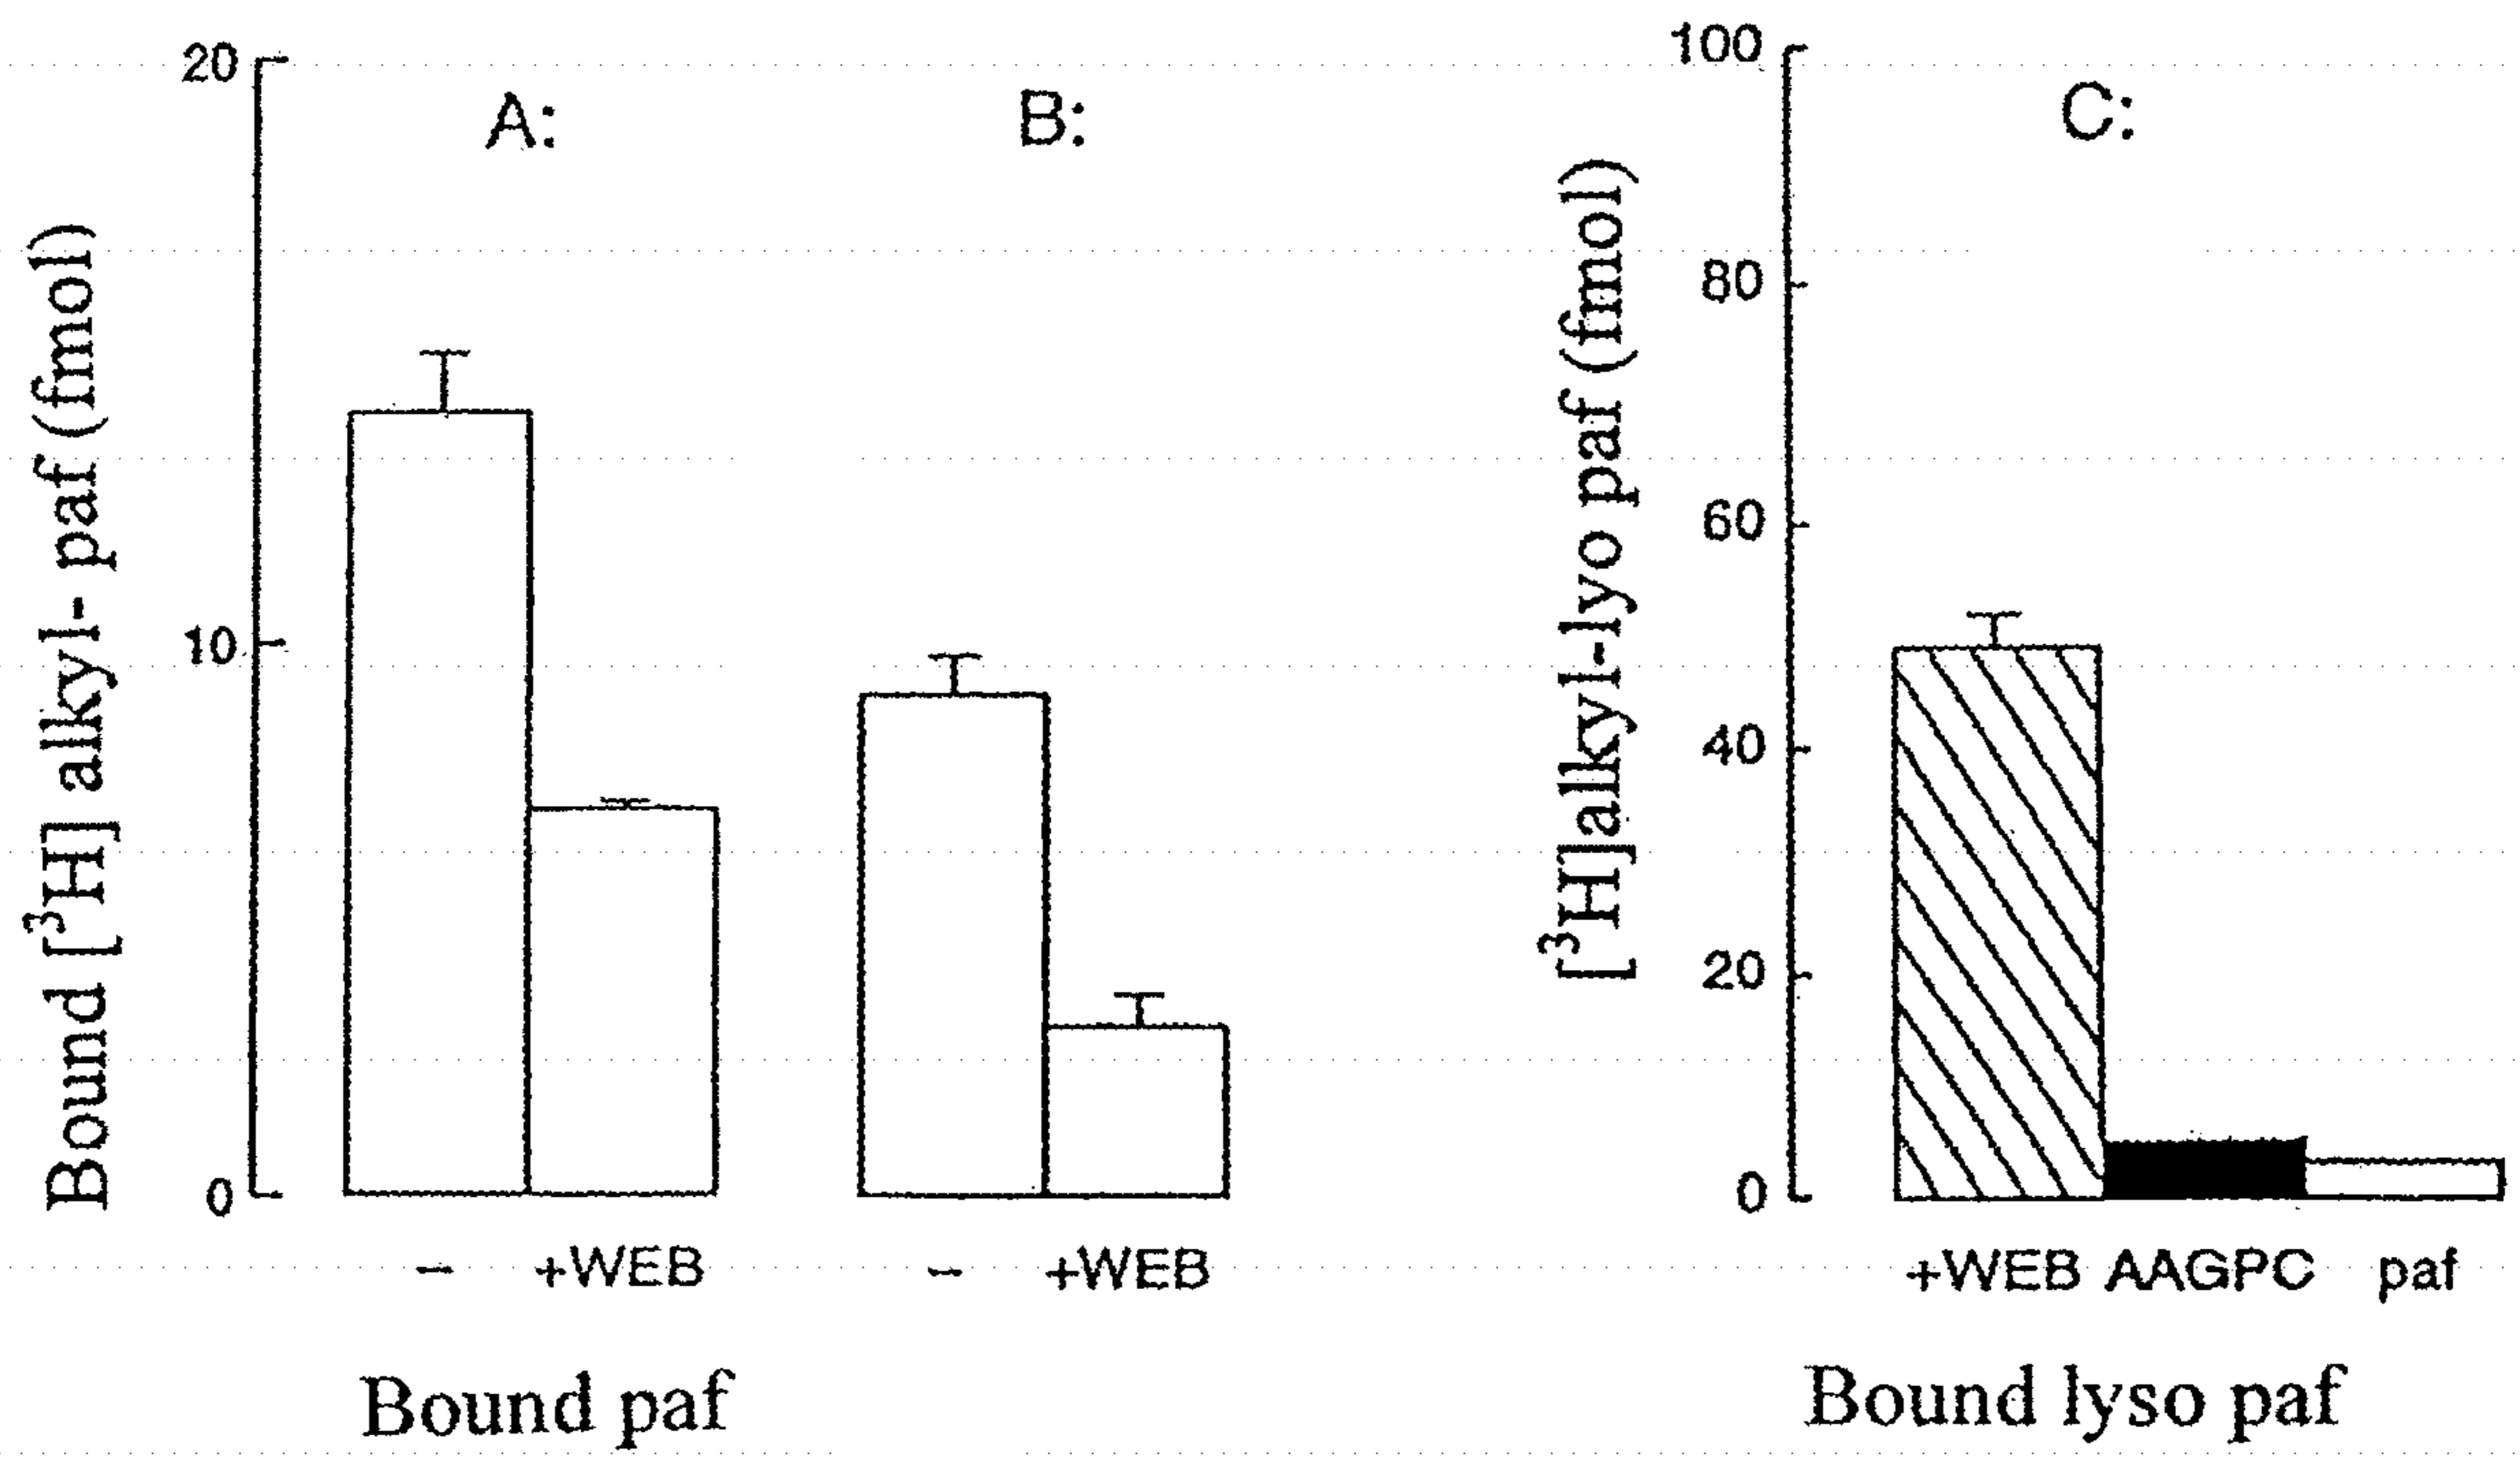 Bound [³H] alkyl- paf (fmol)
20
10
0
A:
B:
– +WEB
– +WEB
Bound paf
[³H]alkyl-lyo paf (fmol)
100
80
60
40
20
0
C:
+WEB AAGPC paf
Bound lyso paf